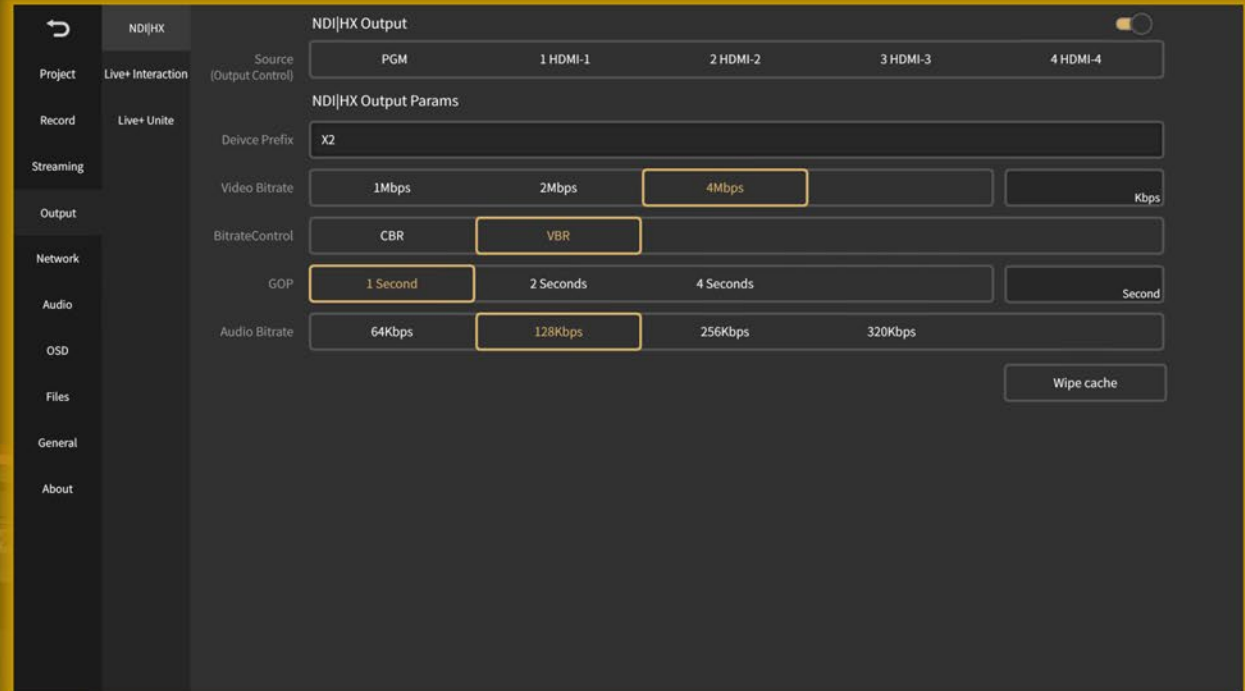 NDI|HX Output
NDI|HX
Source
(Output Control)
PGM 1 HDMI-1 2 HDMI-2 3 HDMI-3 4 HDMI-4
Project
Live+ Interaction
NDI|HX Output Params
Record
Live+ Unite
Deivce Prefix X2
Streaming
Video Bitrate 1Mbps 2Mbps 4Mbps Kbps
Output
BitrateControl CBR VBR
Network
GOP 1 Second 2 Seconds 4 Seconds Second
Audio
Audio Bitrate 64Kbps 128Kbps 256Kbps 320Kbps
OSD
Wipe cache
Files
General
About